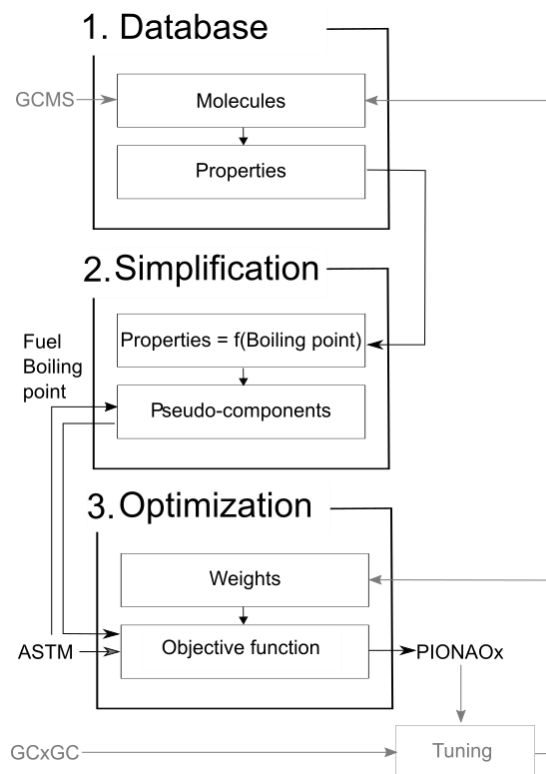 1. Database
GCMS
Molecules
Properties
2. Simplification
Fuel
Boiling
point
Properties = f(Boiling point)
Pseudo-components
3. Optimization
Weights
ASTM
Objective function
PIONAOx
GCxGC
Tuning